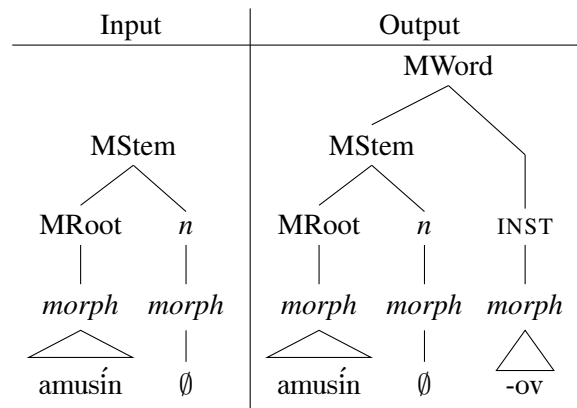 Input Output
MWord
MStem MStem
MRoot n MRoot n INST
morph morph morph morph morph
amusín ∅ amusín ∅ -ov